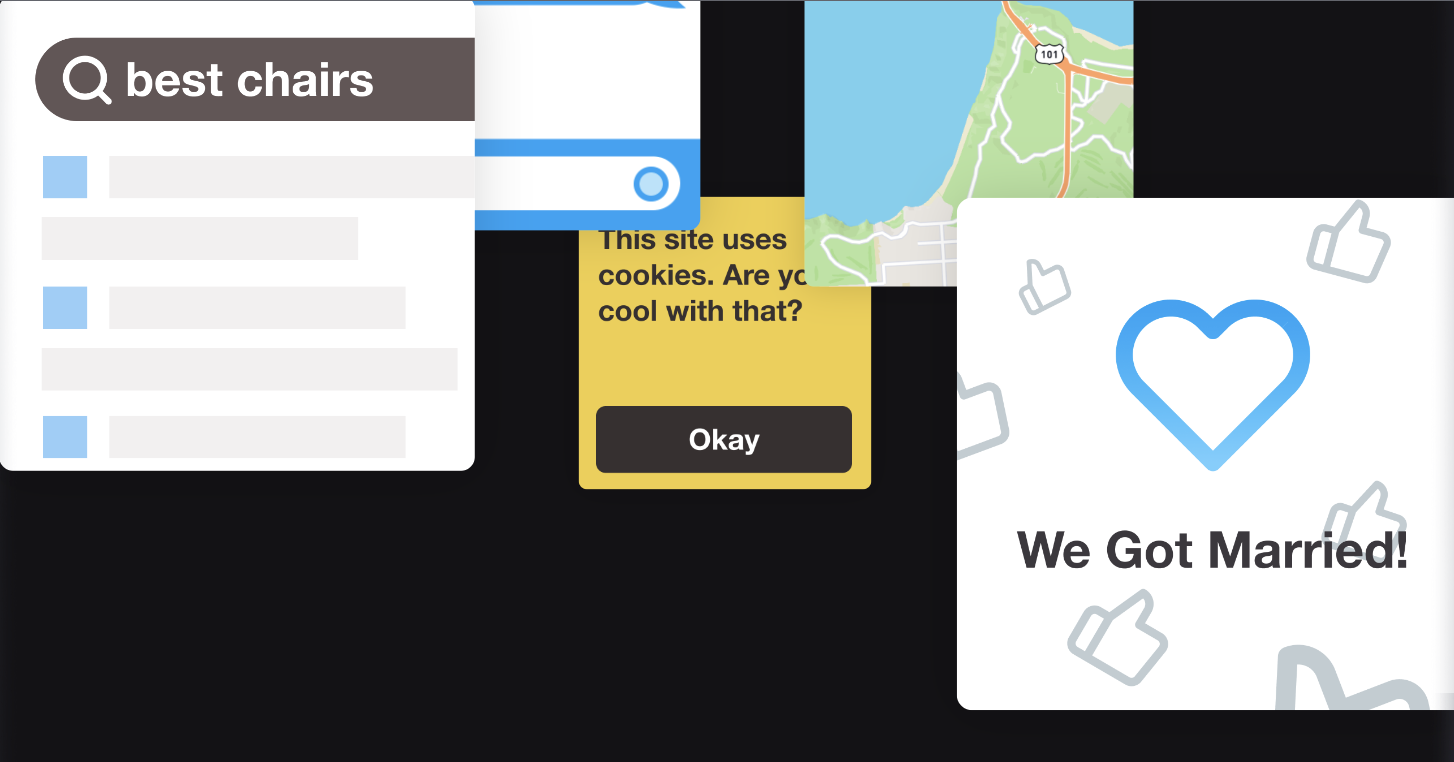 best chairs
101
This site uses
cookies. Are yo
cool with that?
Okay
We Got Married!